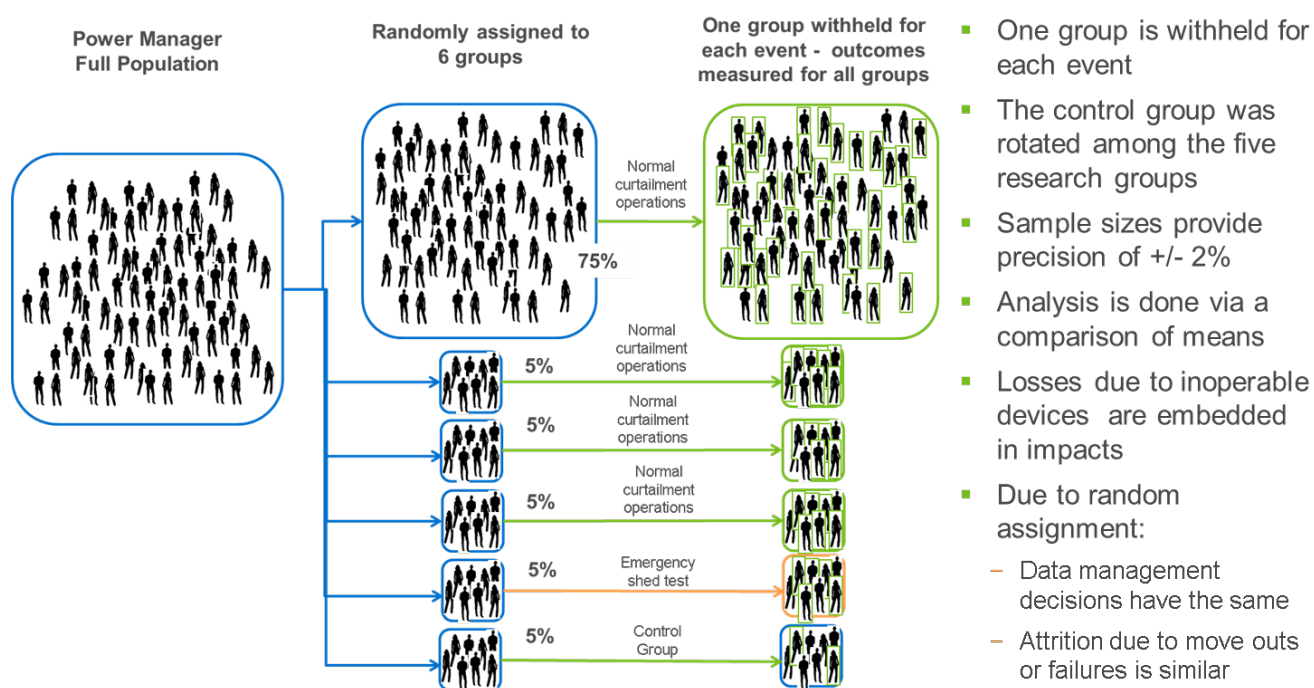 Power Manager
Full Population
Randomly assigned to
6 groups
One group withheld for
each event - outcomes
measured for all groups
Normal
curtailment
operations
75%
5%
Normal
curtailment
operations
5%
Normal
curtailment
operations
5%
Normal
curtailment
operations
5%
Emergency
shed test
5%
Control
Group
▪ One group is withheld for
each event
▪ The control group was
rotated among the five
research groups
▪ Sample sizes provide
precision of +/- 2%
▪ Analysis is done via a
comparison of means
▪ Losses due to inoperable
devices are embedded
in impacts
▪ Due to random
assignment:
– Data management
decisions have the same
– Attrition due to move outs
or failures is similar